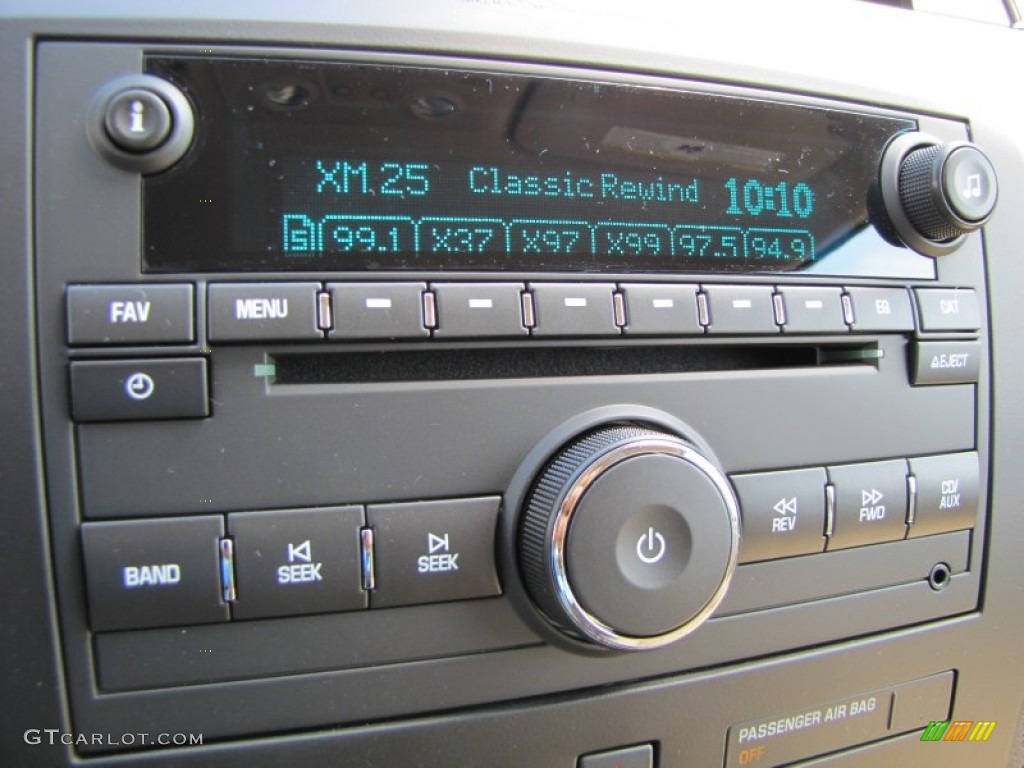 i
XM 25 Classic Rewind 10:10
99.1 X37 X97 X99 97.5 94.9
FAV MENU EQ CAT
EJECT
BAND SEEK SEEK REV FWD CD/
AUX
PASSENGER AIR BAG
OFF
GTCARLOT.COM